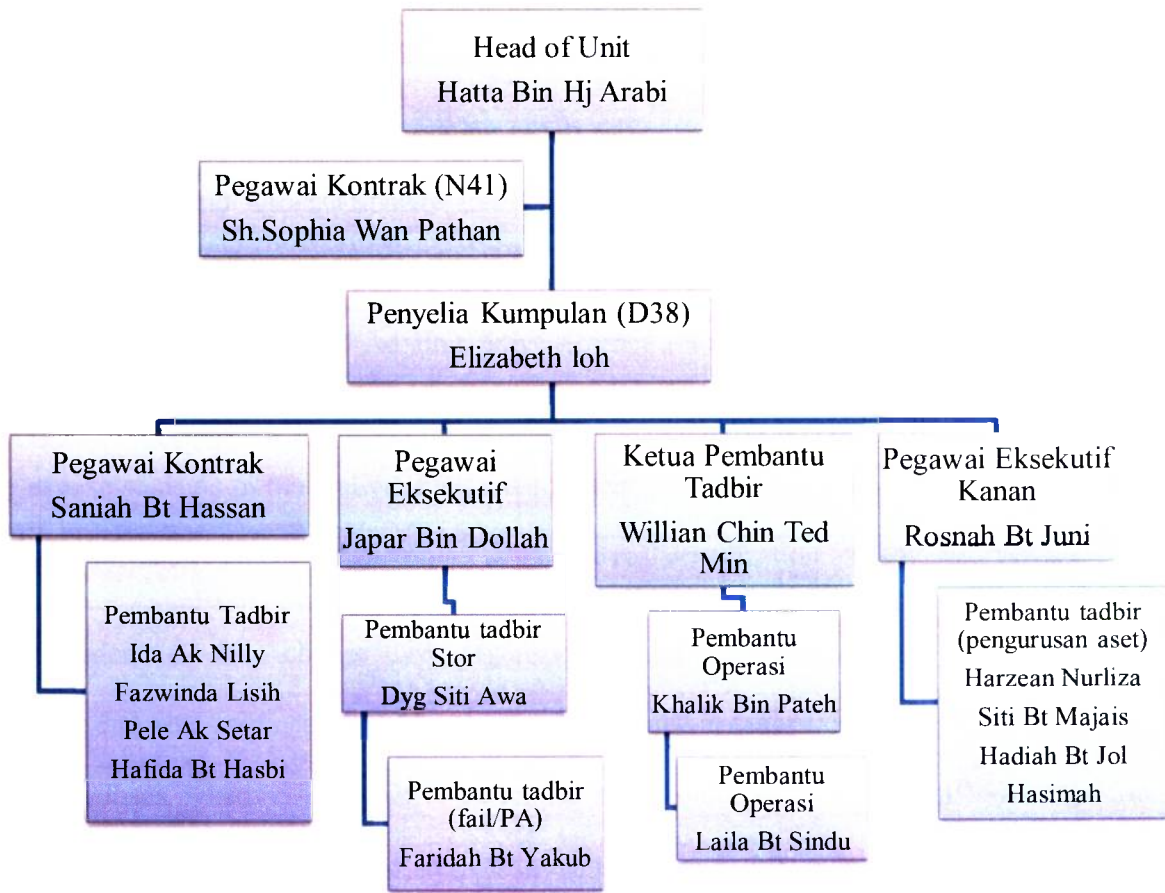 Head of Unit
Hatta Bin Hj Arabi
Pegawai Kontrak (N41)
Sh.Sophia Wan Pathan
Penyelia Kumpulan (D38)
Elizabeth loh
Pegawai Kontrak
Saniah Bt Hassan
Pegawai
Eksekutif
Japar Bin Dollah
Ketua Pembantu
Tadbir
Willian Chin Ted
Min
Pegawai Eksekutif
Kanan
Rosnah Bt Juni
Pembantu Tadbir
Ida Ak Nilly
Fazwinda Lisih
Pele Ak Setar
Hafida Bt Hasbi
Pembantu tadbir
Stor
Dyg Siti Awa
Pembantu tadbir
(fail/PA)
Faridah Bt Yakub
Pembantu
Operasi
Khalik Bin Pateh
Pembantu
Operasi
Laila Bt Sindu
Pembantu tadbir
(pengurusan aset)
Harzean Nurliza
Siti Bt Majais
Hadiah Bt Jol
Hasimah